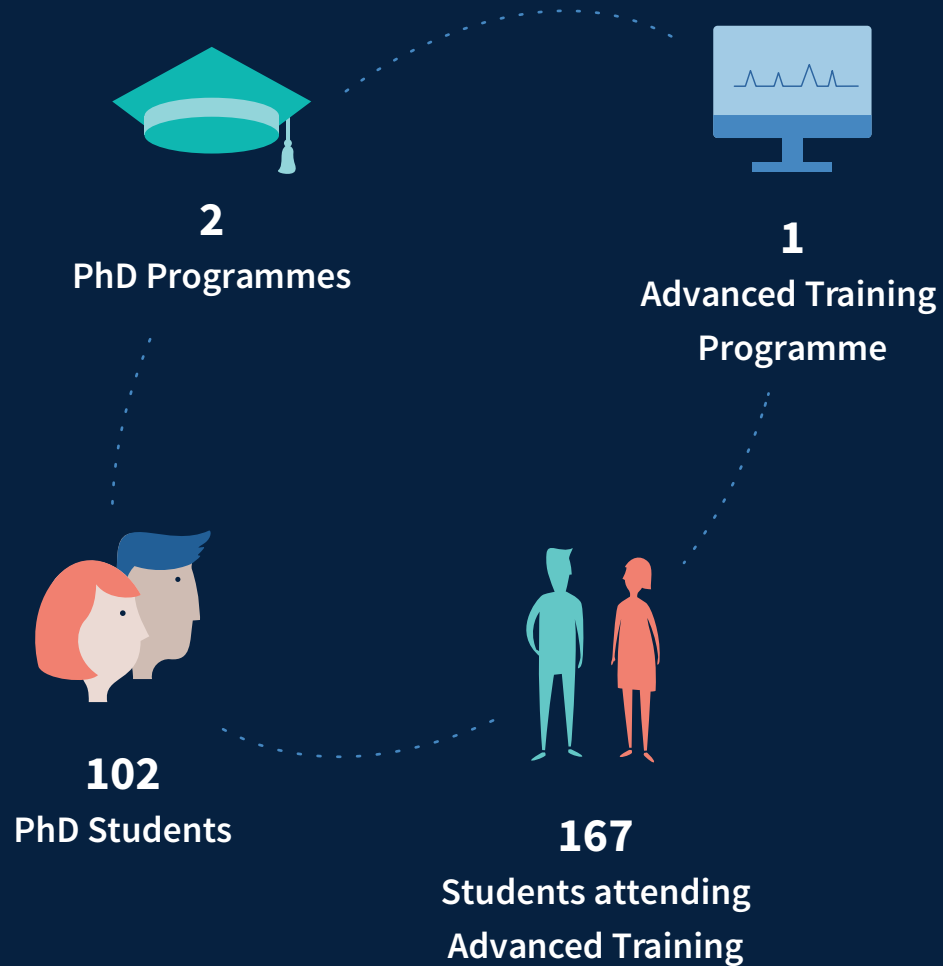 2
PhD Programmes
1
Advanced Training
Programme
102
PhD Students
167
Students attending
Advanced Training